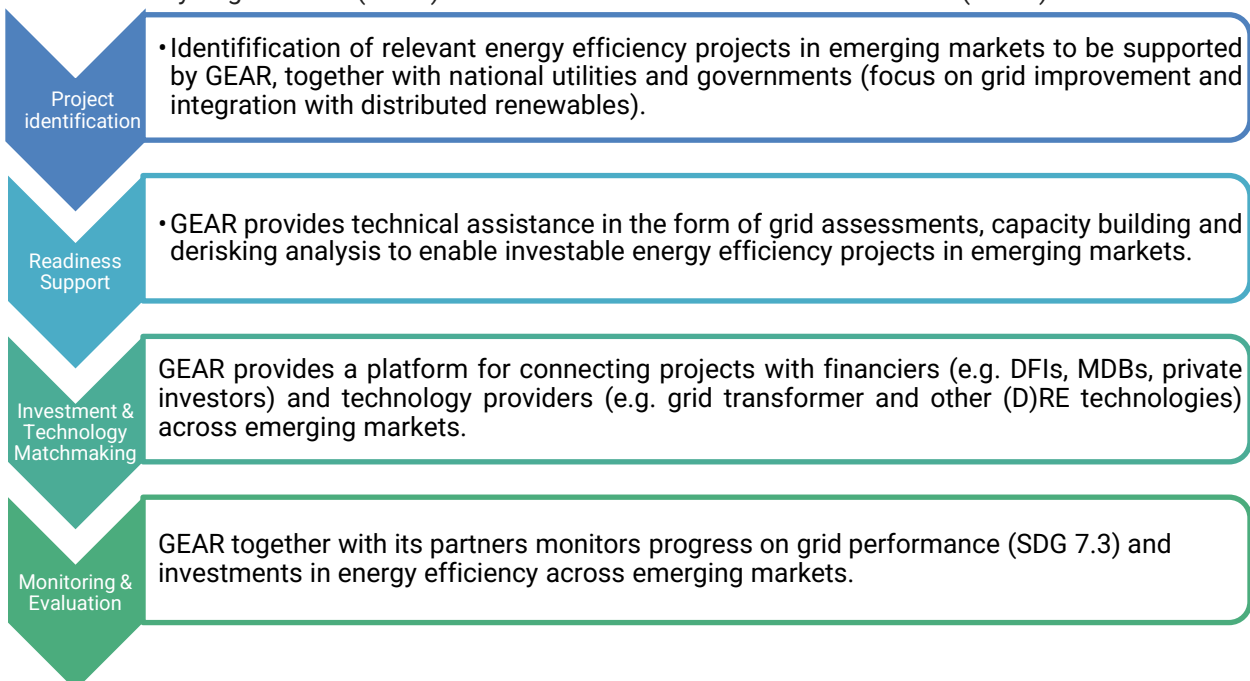 Project
identification
•Identifification of relevant energy efficiency projects in emerging markets to be supported
by GEAR, together with national utilities and governments (focus on grid improvement and
integration with distributed renewables).
Readiness
Support
•GEAR provides technical assistance in the form of grid assessments, capacity building and
derisking analysis to enable investable energy efficiency projects in emerging markets.
Investment &
Technology
Matchmaking
GEAR provides a platform for connecting projects with financiers (e.g. DFIs, MDBs, private
investors) and technology providers (e.g. grid transformer and other (D)RE technologies)
across emerging markets.
Monitoring &
Evaluation
GEAR together with its partners monitors progress on grid performance (SDG 7.3) and
investments in energy efficiency across emerging markets.